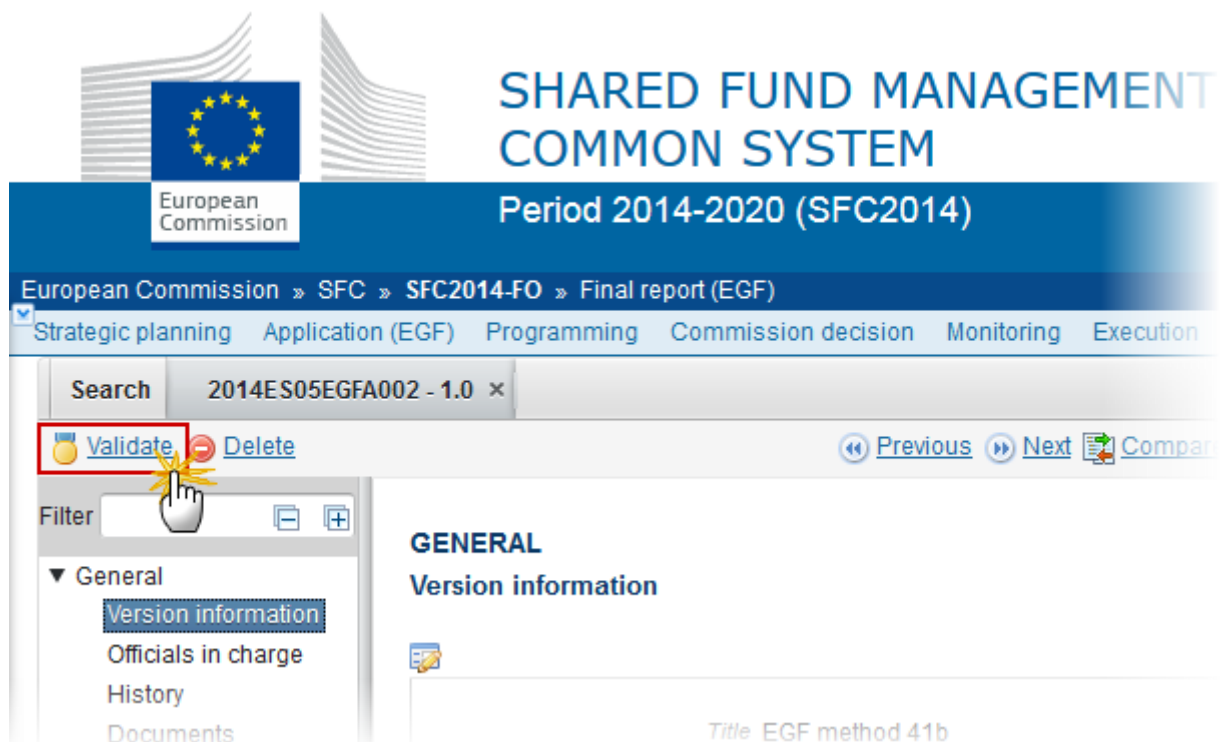 SHARED FUND MANAGEMENT
COMMON SYSTEM
European
Commission
Period 2014-2020 (SFC2014)
European Commission » SFC » SFC2014-FO » Final report (EGF)
Strategic planning Application (EGF) Programming Commission decision Monitoring Execution
Search 2014ES05EGFA002 - 1.0 ×
Validate Delete Previous Next Compare
Filter
GENERAL
▼ General
Version information
Version information
Officials in charge
History
Documents
Title EGF method 41b